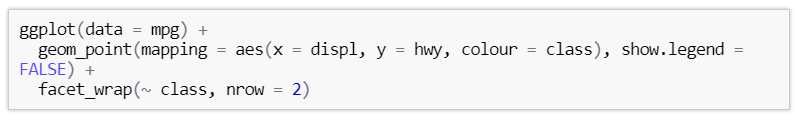 ggplot(data = mpg) +
  geom_point(mapping = aes(x = displ, y = hwy, colour = class), show.legend =
FALSE) +
  facet_wrap(~ class, nrow = 2)